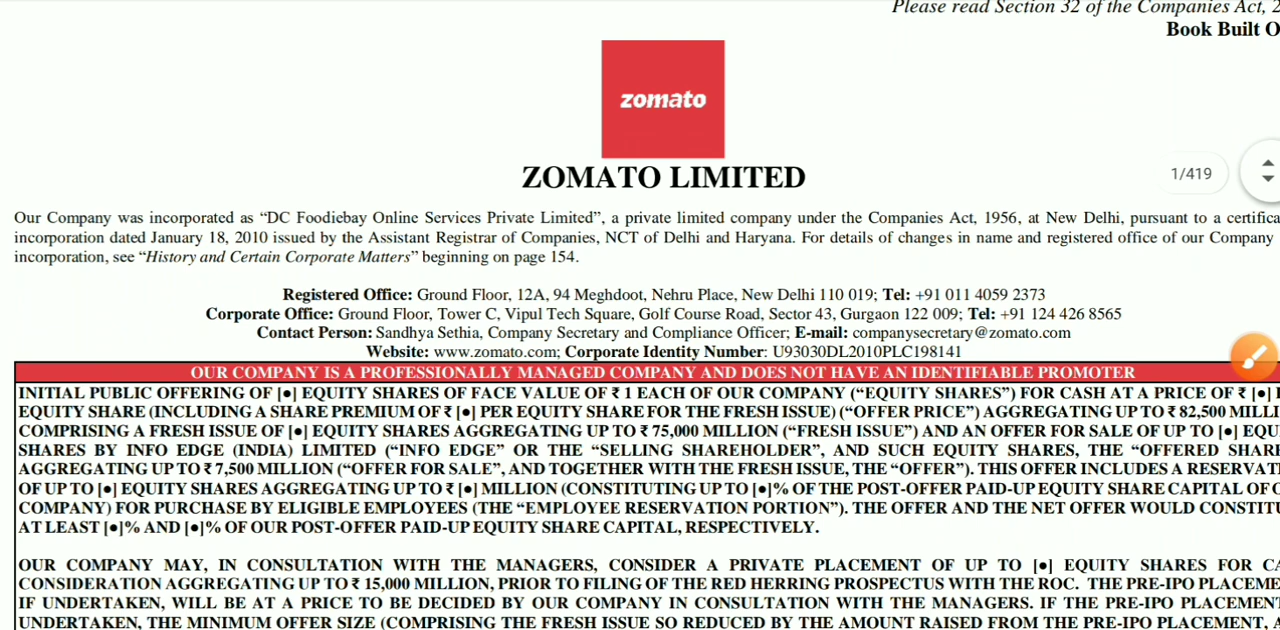 Please read Section 32 of the Companies Act, 2
Book Built O
zomato
ZOMATO LIMITED
1/419
Our Company was incorporated as “DC Foodiebay Online Services Private Limited”, a private limited company under the Companies Act, 1956, at New Delhi, pursuant to a certifica
incorporation dated January 18, 2010 issued by the Assistant Registrar of Companies, NCT of Delhi and Haryana. For details of changes in name and registered office of our Company
incorporation, see “History and Certain Corporate Matters” beginning on page 154.
Registered Office: Ground Floor, 12A, 94 Meghdoot, Nehru Place, New Delhi 110 019; Tel: +91 011 4059 2373
Corporate Office: Ground Floor, Tower C, Vipul Tech Square, Golf Course Road, Sector 43, Gurgaon 122 009; Tel: +91 124 426 8565
Contact Person: Sandhya Sethia, Company Secretary and Compliance Officer; E-mail: companysecretary@zomato.com
Website: www.zomato.com; Corporate Identity Number: U93030DL2010PLC198141
OUR COMPANY IS A PROFESSIONALLY MANAGED COMPANY AND DOES NOT HAVE AN IDENTIFIABLE PROMOTER
INITIAL PUBLIC OFFERING OF [●] EQUITY SHARES OF FACE VALUE OF ₹ 1 EACH OF OUR COMPANY (“EQUITY SHARES”) FOR CASH AT A PRICE OF ₹ [●]
EQUITY SHARE (INCLUDING A SHARE PREMIUM OF ₹ [●] PER EQUITY SHARE FOR THE FRESH ISSUE) (“OFFER PRICE”) AGGREGATING UP TO ₹ 82,500 MILLI
COMPRISING A FRESH ISSUE OF [●] EQUITY SHARES AGGREGATING UP TO ₹ 75,000 MILLION (“FRESH ISSUE”) AND AN OFFER FOR SALE OF UP TO [●] EQU
SHARES BY INFO EDGE (INDIA) LIMITED (“INFO EDGE” OR THE “SELLING SHAREHOLDER”, AND SUCH EQUITY SHARES, THE “OFFERED SHARE
AGGREGATING UP TO ₹ 7,500 MILLION (“OFFER FOR SALE”, AND TOGETHER WITH THE FRESH ISSUE, THE “OFFER”). THIS OFFER INCLUDES A RESERVATI
OF UP TO [●] EQUITY SHARES AGGREGATING UP TO ₹ [●] MILLION (CONSTITUTING UP TO [●]% OF THE POST-OFFER PAID-UP EQUITY SHARE CAPITAL OF O
COMPANY) FOR PURCHASE BY ELIGIBLE EMPLOYEES (THE “EMPLOYEE RESERVATION PORTION”). THE OFFER AND THE NET OFFER WOULD CONSTITU
AT LEAST [●]% AND [●]% OF OUR POST-OFFER PAID-UP EQUITY SHARE CAPITAL, RESPECTIVELY.
OUR COMPANY MAY, IN CONSULTATION WITH THE MANAGERS, CONSIDER A PRIVATE PLACEMENT OF UP TO [●] EQUITY SHARES FOR CA
CONSIDERATION AGGREGATING UP TO ₹ 15,000 MILLION, PRIOR TO FILING OF THE RED HERRING PROSPECTUS WITH THE ROC. THE PRE-IPO PLACEME
IF UNDERTAKEN, WILL BE AT A PRICE TO BE DECIDED BY OUR COMPANY IN CONSULTATION WITH THE MANAGERS. IF THE PRE-IPO PLACEMENT
UNDERTAKEN, THE MINIMUM OFFER SIZE (COMPRISING THE FRESH ISSUE SO REDUCED BY THE AMOUNT RAISED FROM THE PRE-IPO PLACEMENT, A